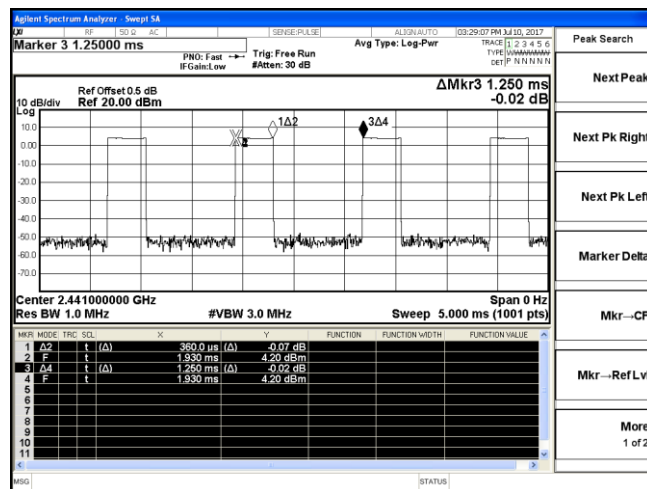 Agilent Spectrum Analyzer - Swept SA
LXI RF 50 Ω AC SENSE:PULSE ALIGN AUTO 03:29:07 PM Jul 10, 2017
Marker 3 1.25000 ms
PNO: Fast
IFGain:Low
Trig: Free Run
#Atten: 30 dB
Avg Type: Log-Pwr
TRACE 1 2 3 4 5 6
TYPE
DET P N N N N N
Peak Search
Next Peak
Next Pk Right
Next Pk Left
Marker Delta
Mkr→CF
Mkr→Ref Lvl
More
1 of 2
Ref Offset 0.5 dB
Ref 20.00 dBm
10 dB/div
Log
ΔMkr3 1.250 ms
-0.02 dB
10.0
0.00
-10.0
-20.0
-30.0
-40.0
-50.0
-60.0
-70.0
1Δ2
3Δ4
Center 2.441000000 GHz Span 0 Hz
Res BW 1.0 MHz #VBW 3.0 MHz Sweep 5.000 ms (1001 pts)
MKR MODE TRC SCL X Y FUNCTION FUNCTION WIDTH FUNCTION VALUE
1 Δ2 t (Δ) 360.0 µs (Δ) -0.07 dB
2 F t 1.930 ms 4.20 dBm
3 Δ4 t (Δ) 1.250 ms (Δ) -0.02 dB
4 F t 1.930 ms 4.20 dBm
5
6
7
8
9
10
11
MSG STATUS